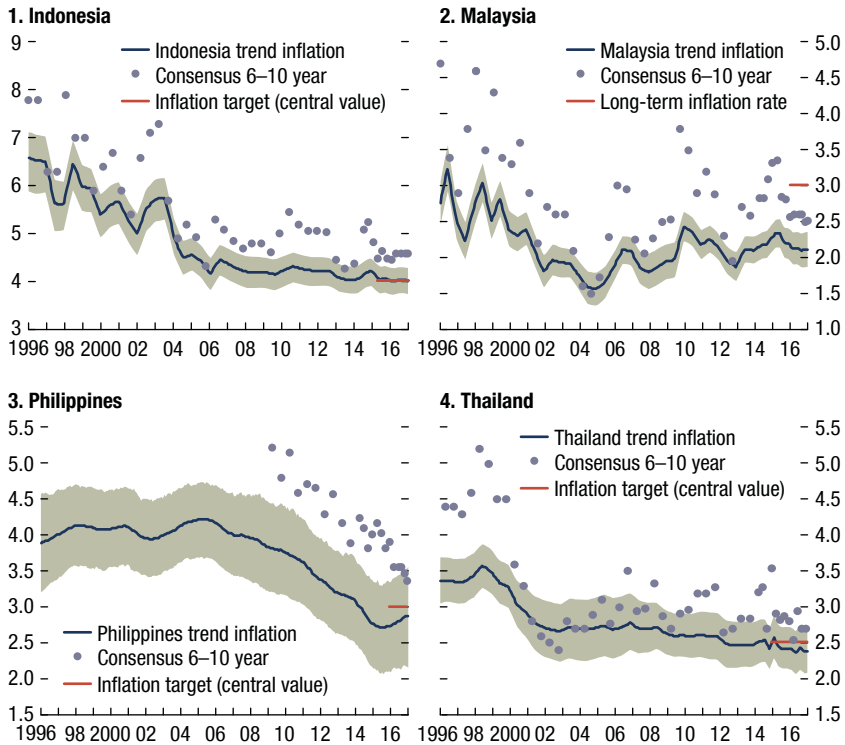 1. Indonesia
9
8
7
6
5
4
3
Indonesia trend inflation
Consensus 6–10 year
Inflation target (central value)
1996 98 2000 02 04 06 08 10 12 14 16
2. Malaysia
5.0
4.5
4.0
3.5
3.0
2.5
2.0
1.5
1.0
Malaysia trend inflation
Consensus 6–10 year
Long-term inflation rate
1996 98 2000 02 04 06 08 10 12 14 16
3. Philippines
5.5
5.0
4.5
4.0
3.5
3.0
2.5
2.0
1.5
Philippines trend inflation
Consensus 6–10 year
Inflation target (central value)
1996 98 2000 02 04 06 08 10 12 14 16
4. Thailand
5.5
5.0
4.5
4.0
3.5
3.0
2.5
2.0
1.5
Thailand trend inflation
Consensus 6–10 year
Inflation target (central value)
1996 98 2000 02 04 06 08 10 12 14 16